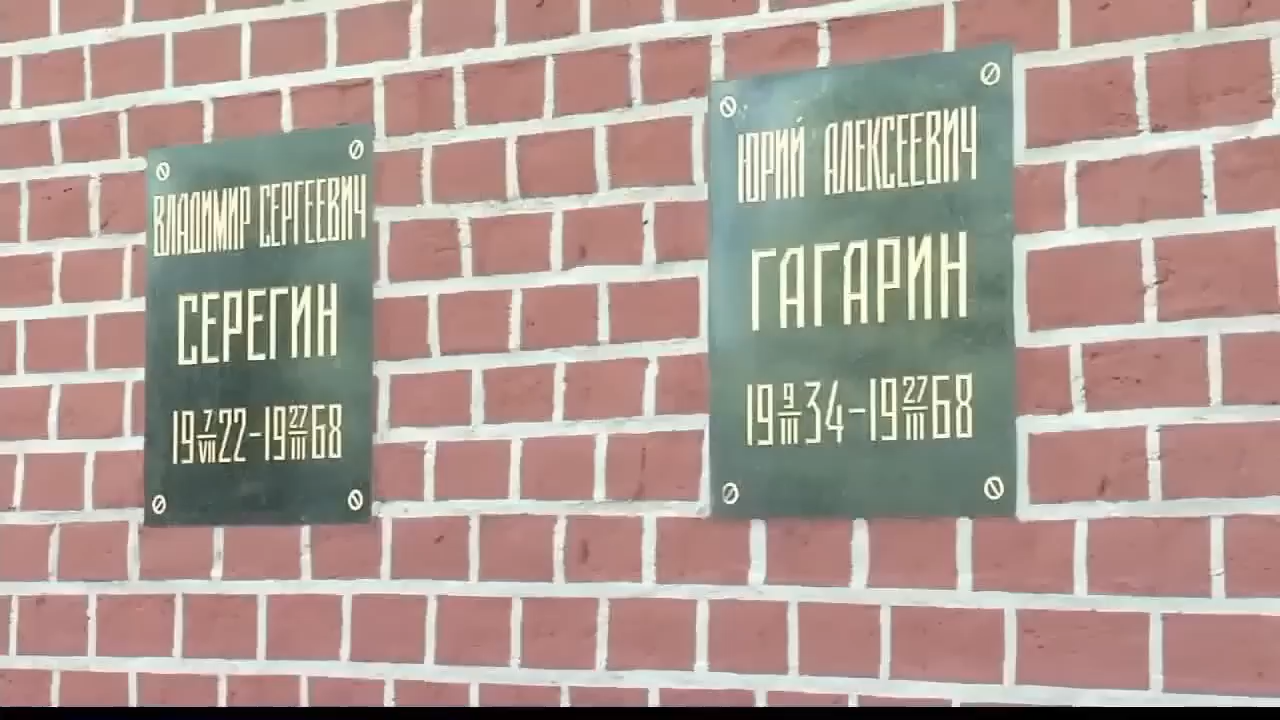 ВЛАДИМИР СЕРГЕЕВИЧ
СЕРЕГИН
19 7/VII 22-19 27/III 68
ЮРИЙ АЛЕКСЕЕВИЧ
ГАГАРИН
19 9/III 34-19 27/III 68